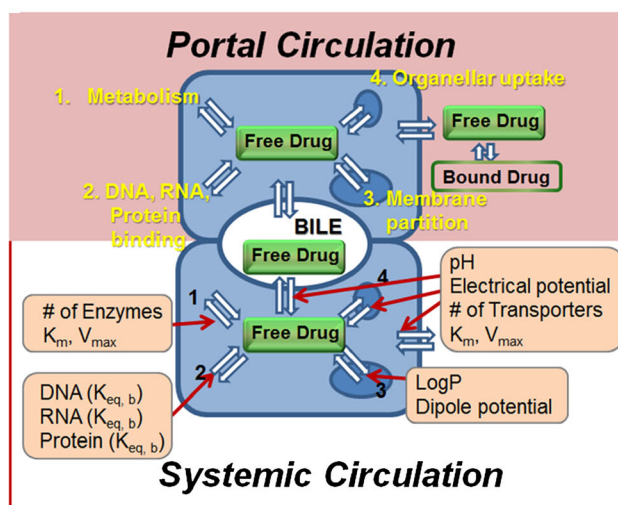 Portal Circulation
4. Organellar uptake
1. Metabolism
Free Drug
Free Drug
Bound Drug
2. DNA, RNA,
Protein
binding
3. Membrane
partition
BILE
Free Drug
pH
Electrical potential
# of Transporters
Km, Vmax
4
1
# of Enzymes
Km, Vmax
Free Drug
2
3
DNA (Keq, b)
RNA (Keq, b)
Protein (Keq, b)
LogP
Dipole potential
Systemic Circulation